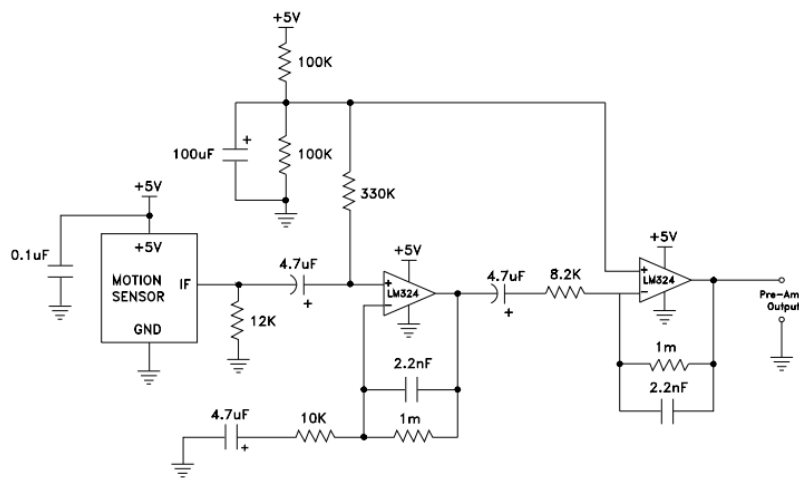 +5V
100K
100uF
+
100K
330K
+5V
0.1uF
+5V
MOTION
SENSOR
IF
GND
12K
4.7uF
+
+5V
+
LM324
−
4.7uF
+
8.2K
+5V
+
LM324
−
Pre-Am
Output
1m
2.2nF
2.2nF
1m
4.7uF
+
10K